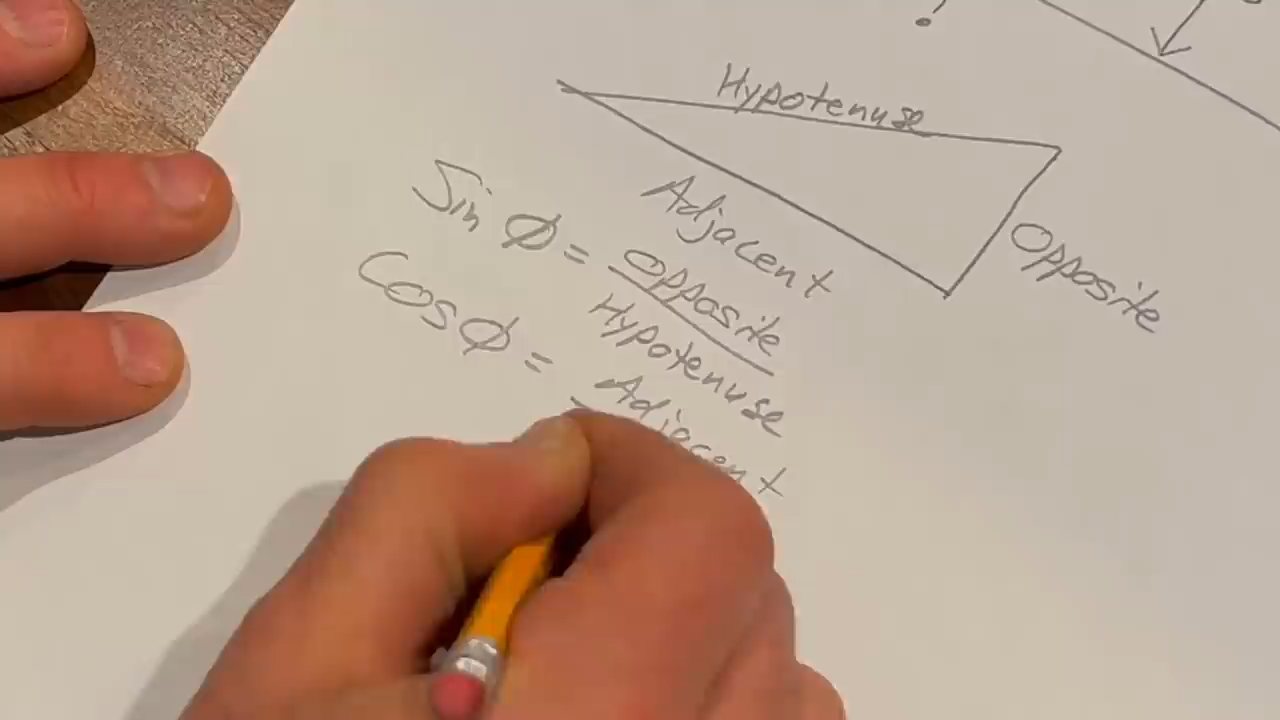 ?
Hypotenuse
Adjacent
Opposite
Sin Ø = Opposite
Hypotenuse
Cos Ø = Adjacent